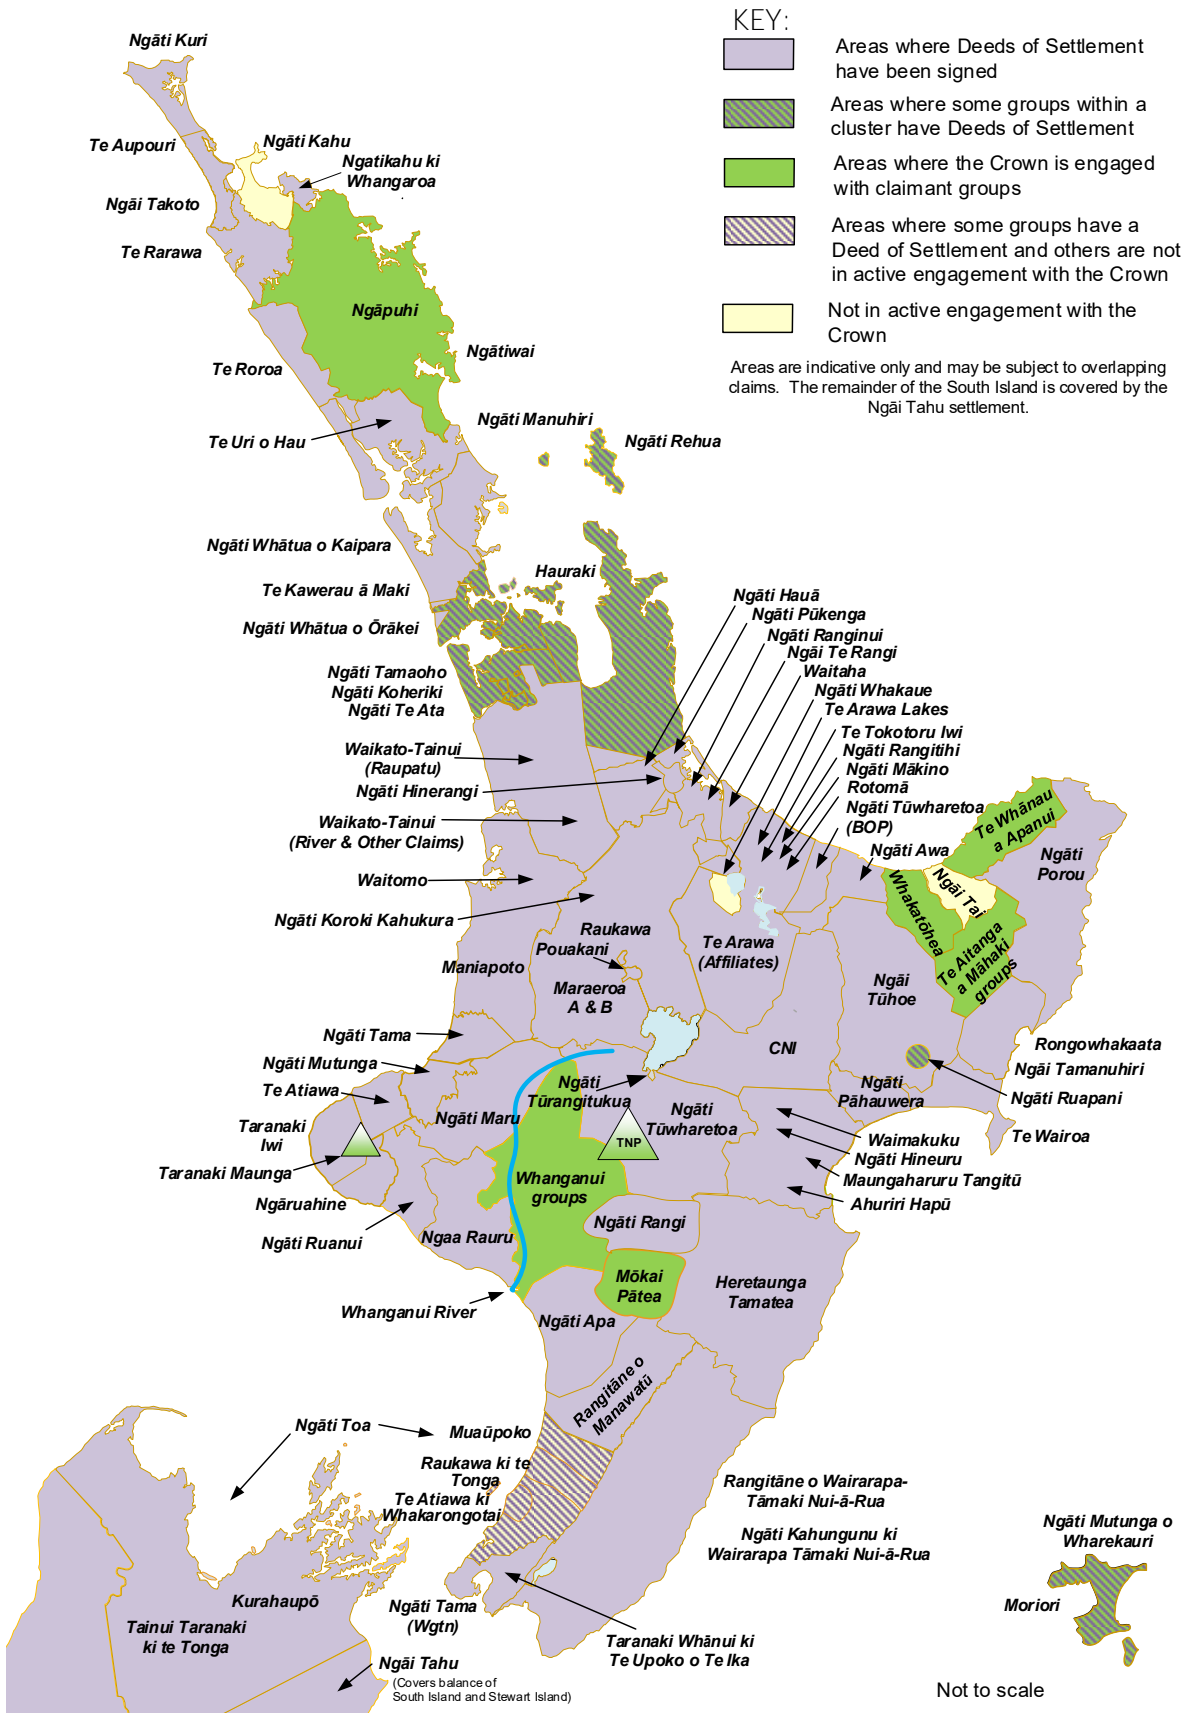 KEY:
Areas where Deeds of Settlement
have been signed
Areas where some groups within a
cluster have Deeds of Settlement
Areas where the Crown is engaged
with claimant groups
Areas where some groups have a
Deed of Settlement and others are not
in active engagement with the Crown
Not in active engagement with the
Crown
Areas are indicative only and may be subject to overlapping
claims. The remainder of the South Island is covered by the
Ngāi Tahu settlement.
Ngāti Kuri
Te Aupouri
Ngāti Kahu
Ngatikahu ki
Whangaroa
Ngāi Takoto
Te Rarawa
Ngāpuhi
Ngātiwai
Te Roroa
Ngāti Manuhiri
Te Uri o Hau
Ngāti Rehua
Ngāti Whātua o Kaipara
Hauraki
Te Kawerau ā Maki
Ngāti Whātua o Ōrākei
Ngāti Tamaoho
Ngāti Koheriki
Ngāti Te Ata
Ngāti Hauā
Ngāti Pūkenga
Ngāti Ranginui
Ngāi Te Rangi
Waitaha
Ngāti Whakaue
Te Arawa Lakes
Te Tokotoru Iwi
Ngāti Rangitihi
Ngāti Mākino
Rotomā
Ngāti Tūwharetoa
(BOP)
Ngāti Awa
Waikato-Tainui
(Raupatu)
Ngāti Hinerangi
Waikato-Tainui
(River & Other Claims)
Waitomo
Ngāti Koroki Kahukura
Te Whānau
a Apanui
Ngāti
Porou
Ngāi Tai
Whakatōhea
Te Aitanga
a Māhaki
groups
Raukawa
Pouakani
Te Arawa
(Affiliates)
Maniapoto
Maraeroa
A & B
Ngāi
Tūhoe
Ngāti Tama
CNI
Rongowhakaata
Ngāi Tamanuhiri
Ngāti Ruapani
Ngāti Mutunga
Te Atiawa
Ngāti
Tūrangitukua
Ngāti
Pāhauwera
Ngāti Maru
Ngāti
Tūwharetoa
TNP
Te Wairoa
Taranaki
Iwi
Taranaki Maunga
Waimakuku
Ngāti Hineuru
Maungaharuru Tangitū
Ahuriri Hapū
Whanganui
groups
Ngāruahine
Ngāti Ruanui
Ngaa Rauru
Ngāti Rangi
Mōkai
Pātea
Heretaunga
Tamatea
Whanganui River
Ngāti Apa
Rangitāne o
Manawatū
Ngāti Toa
Muaūpoko
Raukawa ki te
Tonga
Te Atiawa ki
Whakarongotai
Rangitāne o Wairarapa-
Tāmaki Nui-ā-Rua
Ngāti Kahungunu ki
Wairarapa Tāmaki Nui-ā-Rua
Ngāti Mutunga o
Wharekauri
Moriori
Kurahaupō
Ngāti Tama
(Wgtn)
Tainui Taranaki
ki te Tonga
Taranaki Whānui ki
Te Upoko o Te Ika
Ngāi Tahu
(Covers balance of
South Island and Stewart Island)
Not to scale